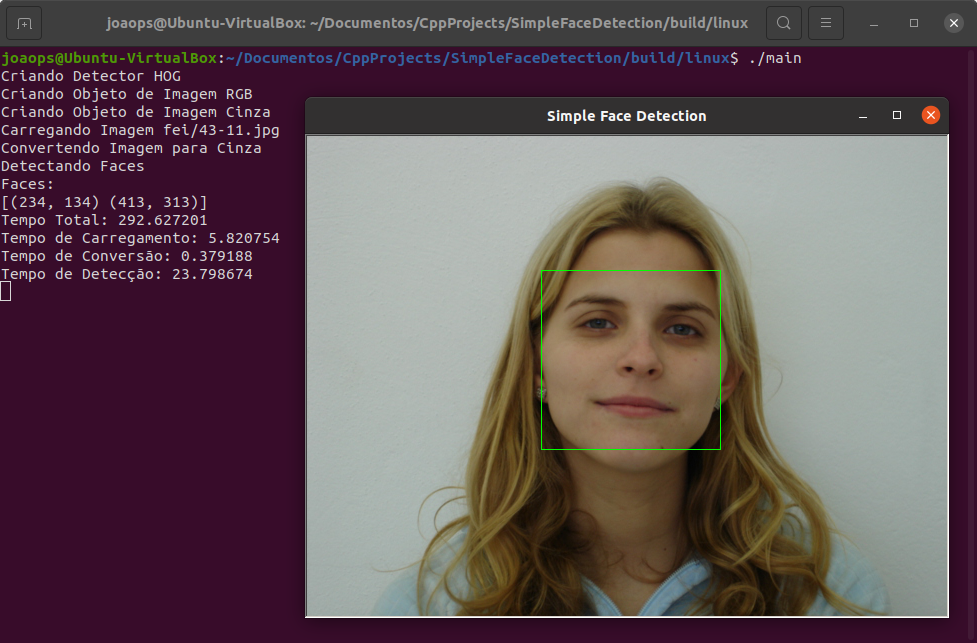 joaops@Ubuntu-VirtualBox: ~/Documentos/CppProjects/SimpleFaceDetection/build/linux
joaops@Ubuntu-VirtualBox:~/Documentos/CppProjects/SimpleFaceDetection/build/linux$ ./main
Criando Detector HOG
Criando Objeto de Imagem RGB
Criando Objeto de Imagem Cinza
Carregando Imagem fei/43-11.jpg
Convertendo Imagem para Cinza
Detectando Faces
Faces:
[(234, 134) (413, 313)]
Tempo Total: 292.627201
Tempo de Carregamento: 5.820754
Tempo de Conversão: 0.379188
Tempo de Detecção: 23.798674
Simple Face Detection